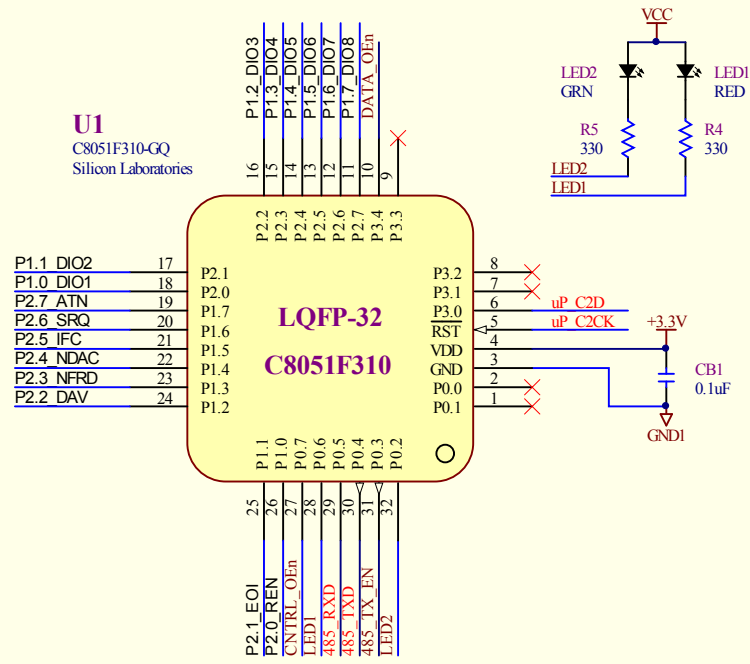 VCC
LED2
GRN
LED1
RED
R5
330
R4
330
LED2
LED1
U1
C8051F310-GQ
Silicon Laboratories
P1.2_DIO3
P1.3_DIO4
P1.4_DIO5
P1.5_DIO6
P1.6_DIO7
P1.7_DIO8
DATA_OEn
16
15
14
13
12
11
10
9
P2.2
P2.3
P2.4
P2.5
P2.6
P2.7
P3.4
P3.3
P1.1_DIO2 17 P2.1
P1.0_DIO1 18 P2.0
P2.7_ATN 19 P1.7
P2.6_SRQ 20 P1.6
P2.5_IFC 21 P1.5
P2.4_NDAC 22 P1.4
P2.3_NFRD 23 P1.3
P2.2_DAV 24 P1.2
LQFP-32
C8051F310
P3.2 8
P3.1 7
P3.0 6 uP_C2D
RST 5 uP_C2CK
VDD 4
GND 3
P0.0 2
P0.1 1
+3.3V
CB1
0.1uF
GND1
P1.1
P1.0
P0.7
P0.6
P0.5
P0.4
P0.3
P0.2
25
26
27
28
29
30
31
32
P2.1_EOI
P2.0_REN
CNTRL_OEn
LED1
485_RXD
485_TXD
485_TX_EN
LED2